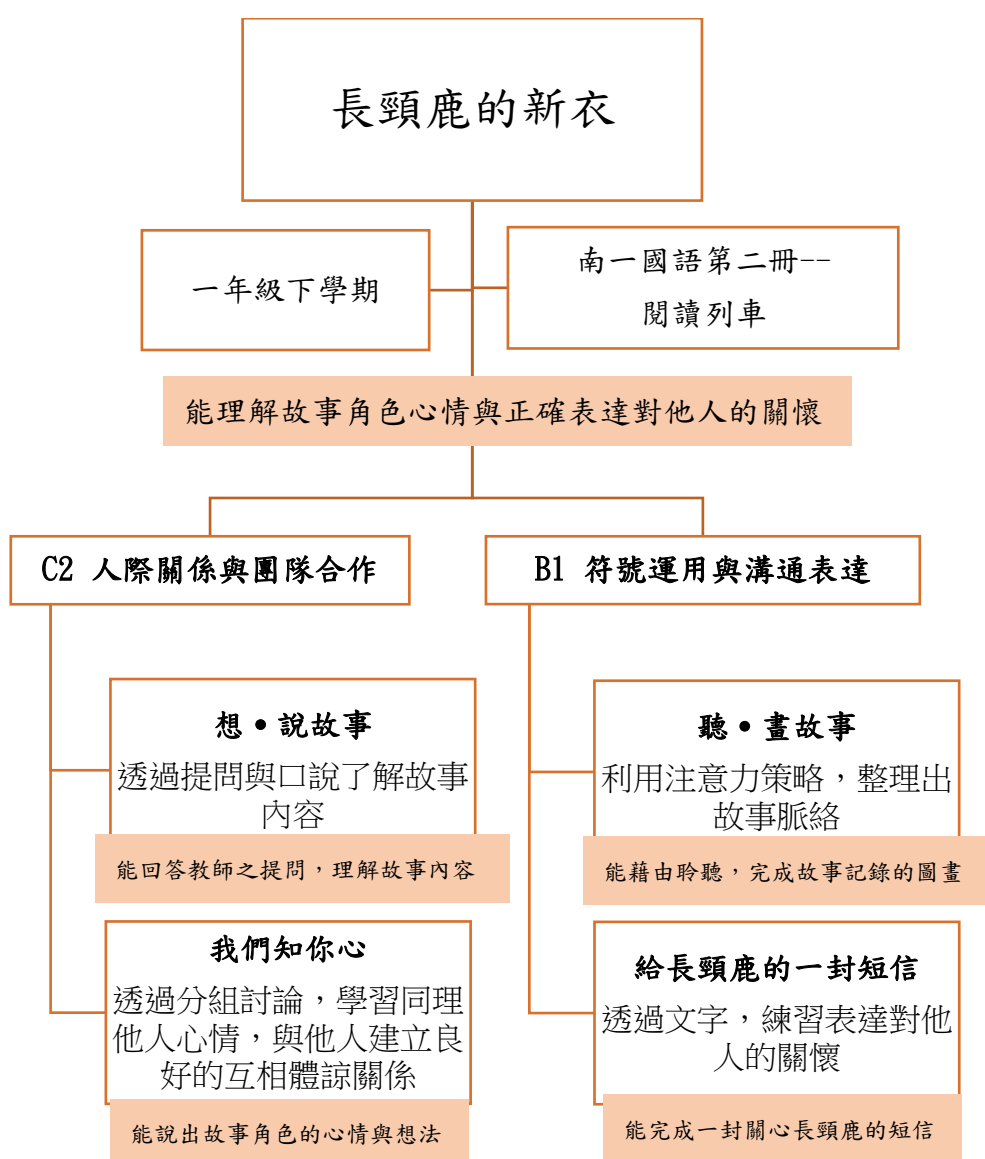 長頸鹿的新衣
一年級下學期
南一國語第二冊--
閱讀列車
能理解故事角色心情與正確表達對他人的關懷
C2 人際關係與團隊合作
B1 符號運用與溝通表達
想•說故事
透過提問與口說了解故事
內容
能回答教師之提問，理解故事內容
我們知你心
透過分組討論，學習同理
他人心情，與他人建立良
好的互相體諒關係
能說出故事角色的心情與想法
聽•畫故事
利用注意力策略，整理出
故事脈絡
能藉由聆聽，完成故事記錄的圖畫
給長頸鹿的一封短信
透過文字，練習表達對他
人的關懷
能完成一封關心長頸鹿的短信